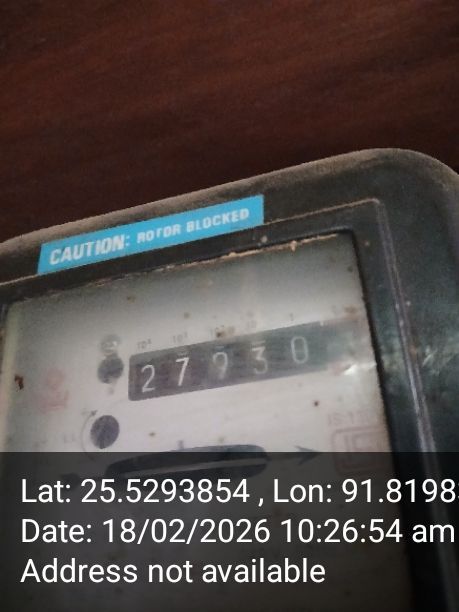 CAUTION: ROTOR BLOCKED
27930
Lat: 25.5293854 , Lon: 91.8198
Date: 18/02/2026 10:26:54 am
Address not available